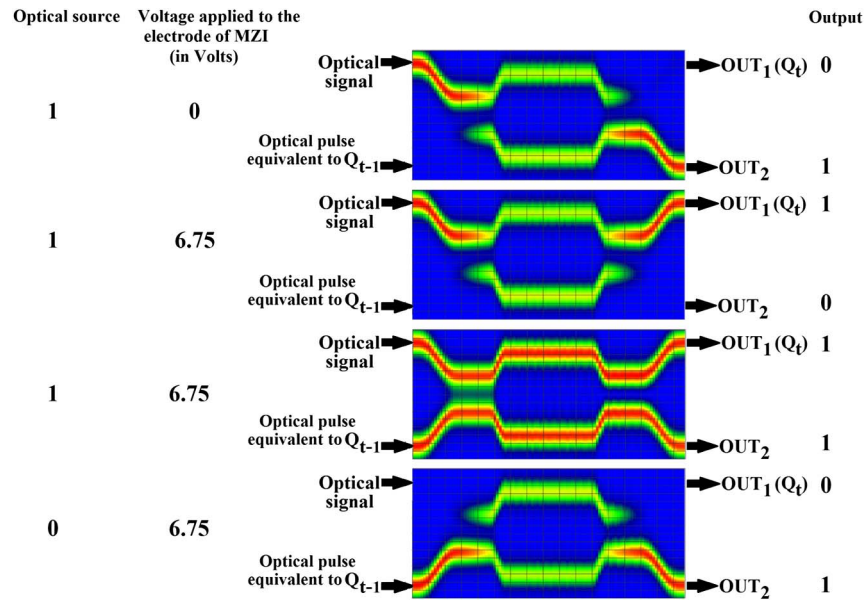 Optical source Voltage applied to the electrode of MZI (in Volts) Output
Optical signal OUT1 (Qt) 0
1 0
Optical pulse equivalent to Qt-1 OUT2 1
Optical signal OUT1 (Qt) 1
1 6.75
Optical pulse equivalent to Qt-1 OUT2 0
Optical signal OUT1 (Qt) 1
1 6.75
Optical pulse equivalent to Qt-1 OUT2 1
Optical signal OUT1 (Qt) 0
0 6.75
Optical pulse equivalent to Qt-1 OUT2 1